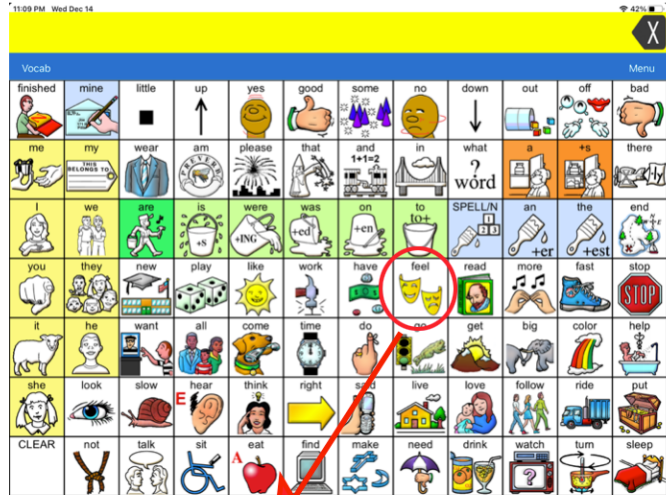 11:09 PM Wed Dec 14 42%
X
Vocab Menu
finished mine little up yes good some no down out off bad
me my wear am please that and in what a +s there
THIS BELONGS TO 1+1=2 ? word
I we are is were was on to SPELL/N an the end
+s +ING +ed +en to+ 1 2 3 +er +est
you they new play like work have feel read more fast stop
STOP
it he want all come time do go get big color help
she look slow hear think right said live love follow ride put
E
CLEAR not talk sit eat find make need drink watch turn sleep
A ?